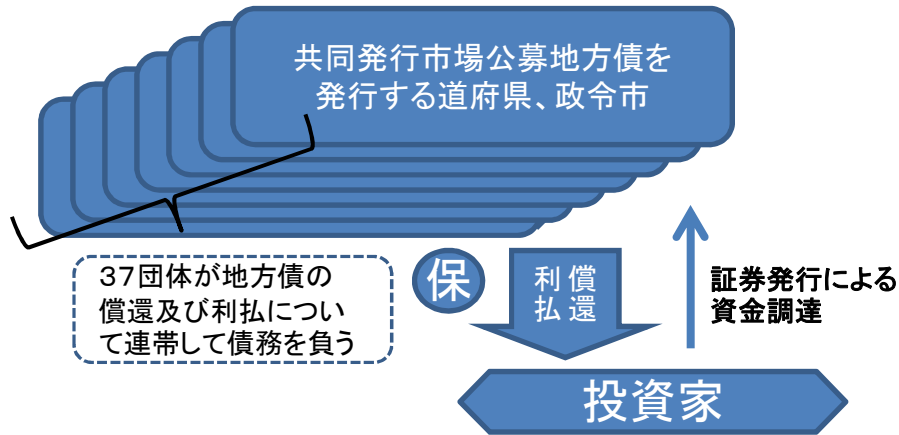 共同発行市場公募地方債を
発行する道府県、政令市
37団体が地方債の
償還及び利払につい
て連帯して債務を負う
保
償還
利払
証券発行による
資金調達
投資家